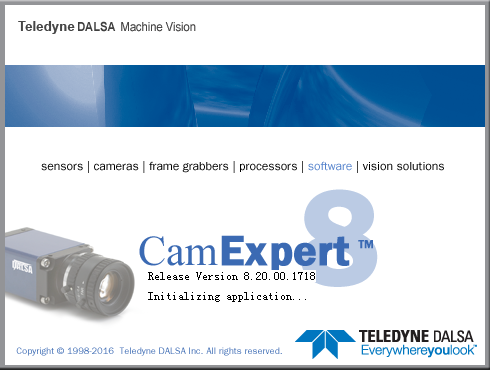 Teledyne DALSA Machine Vision
sensors | cameras | frame grabbers | processors | software | vision solutions
8
CamExpert™
Release Version 8.20.00.1718
Initializing application...
DALSA
TELEDYNE DALSA
Everywhereyoulook™
Copyright © 1998-2016 Teledyne DALSA Inc. All rights reserved.